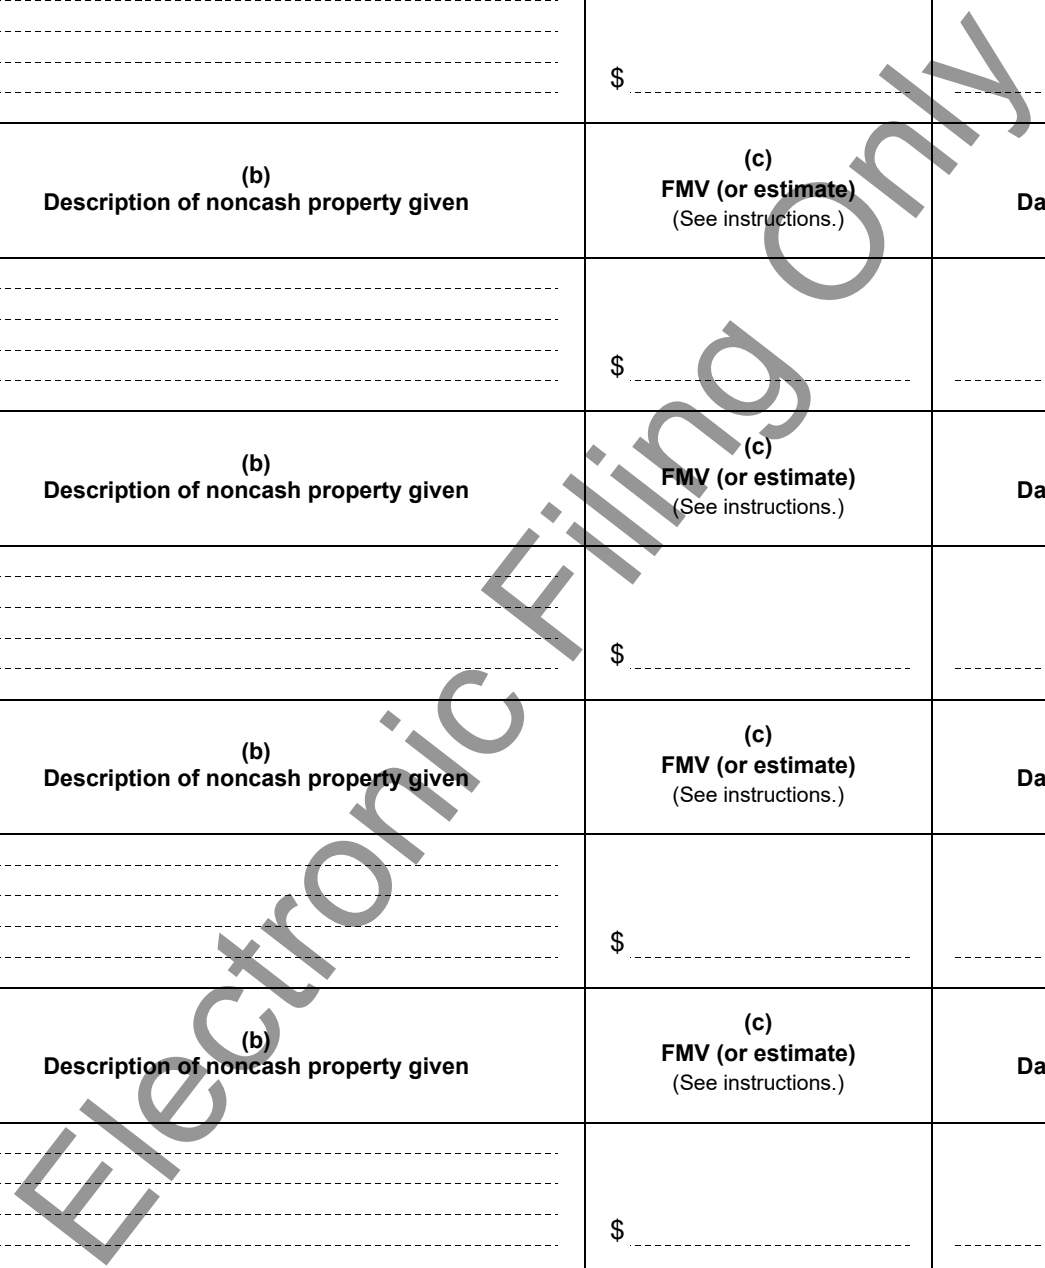 $
(b)
Description of noncash property given
(c)
FMV (or estimate)
(See instructions.)
Da
$
(b)
Description of noncash property given
(c)
FMV (or estimate)
(See instructions.)
Da
$
(b)
Description of noncash property given
(c)
FMV (or estimate)
(See instructions.)
Da
$
(b)
Description of noncash property given
(c)
FMV (or estimate)
(See instructions.)
Da
$
Electronic Filing Only